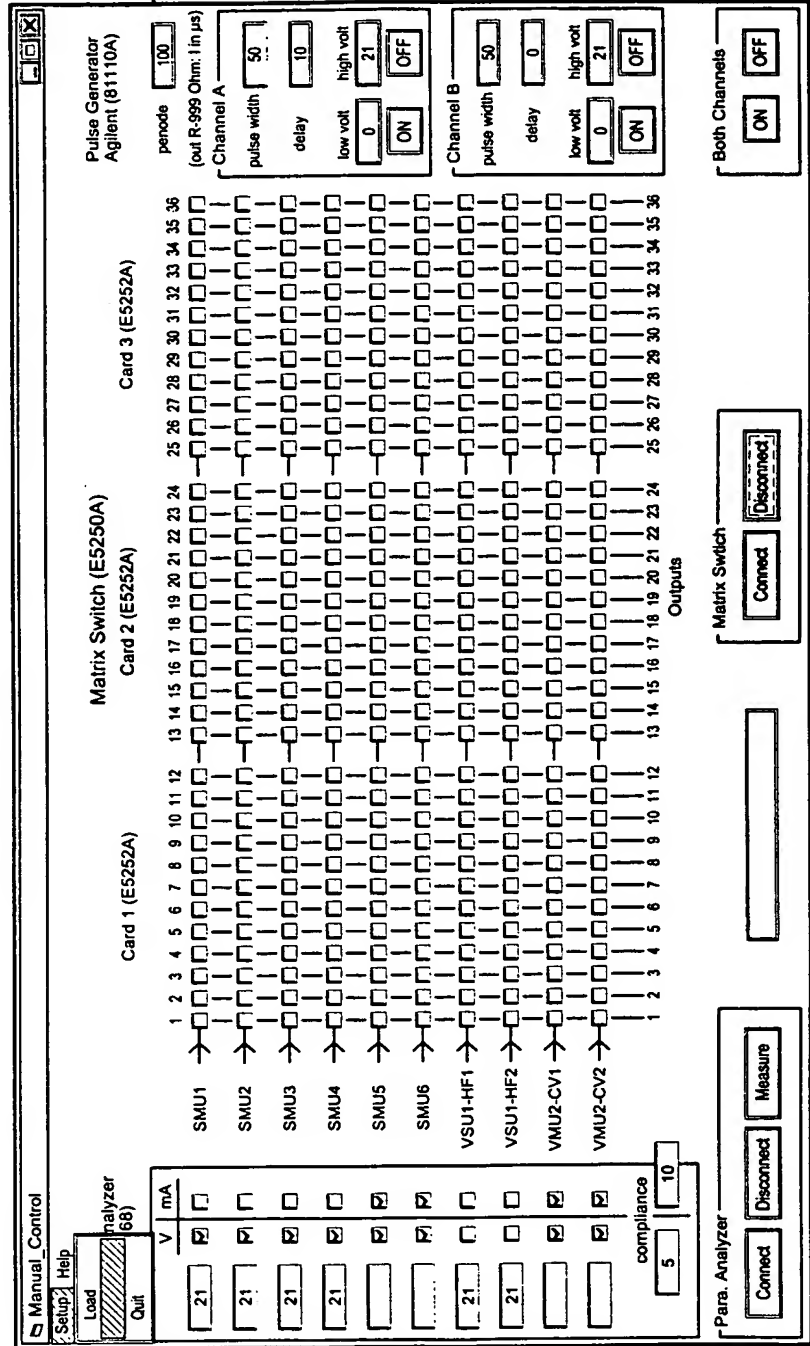 Manual_Control
Setup Help
Load
Quit
nalyzer
68)
V mA
21
21
21
21
21
21
compliance
5 10
SMU1
SMU2
SMU3
SMU4
SMU5
SMU6
VSU1-HF1
VSU1-HF2
VMU2-CV1
VMU2-CV2
Matrix Switch (E5250A)
Card 1 (E5252A) Card 2 (E5252A) Card 3 (E5252A)
1 2 3 4 5 6 7 8 9 10 11 12 13 14 15 16 17 18 19 20 21 22 23 24 25 26 27 28 29 30 31 32 33 34 35 36
1 2 3 4 5 6 7 8 9 10 11 12 13 14 15 16 17 18 19 20 21 22 23 24 25 26 27 28 29 30 31 32 33 34 35 36
Outputs
Pulse Generator
Agilent (81110A)
penode 100
(out R-999 Ohm: I in µs)
Channel A
pulse width 50
delay 10
low volt high volt
0 21
ON OFF
Channel B
pulse width 50
delay 0
low volt high volt
0 21
ON OFF
Para. Analyzer
Connect Disconnect Measure
Matrix Swtich
Connect Disconnect
Both Channels
ON OFF